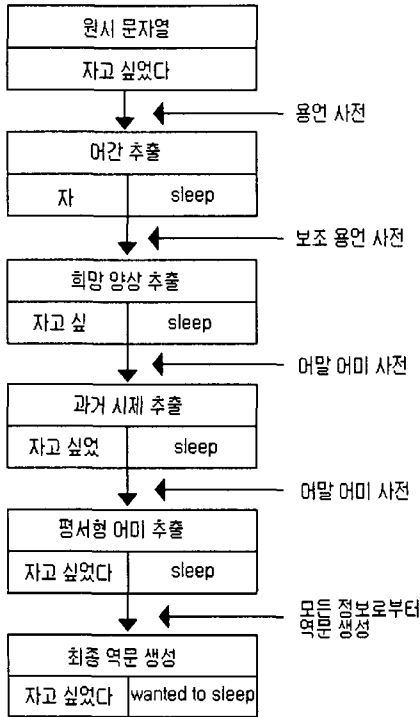 원시 문자열
자고 싶었다
용언 사전
어간 추출
자 sleep
보조 용언 사전
희망 양상 추출
자고 싶 sleep
어말 어미 사전
과거 시제 추출
자고 싶었 sleep
어말 어미 사전
평서형 어미 추출
자고 싶었다 sleep
모든 정보로부터
역문 생성
최종 역문 생성
자고 싶었다 wanted to sleep